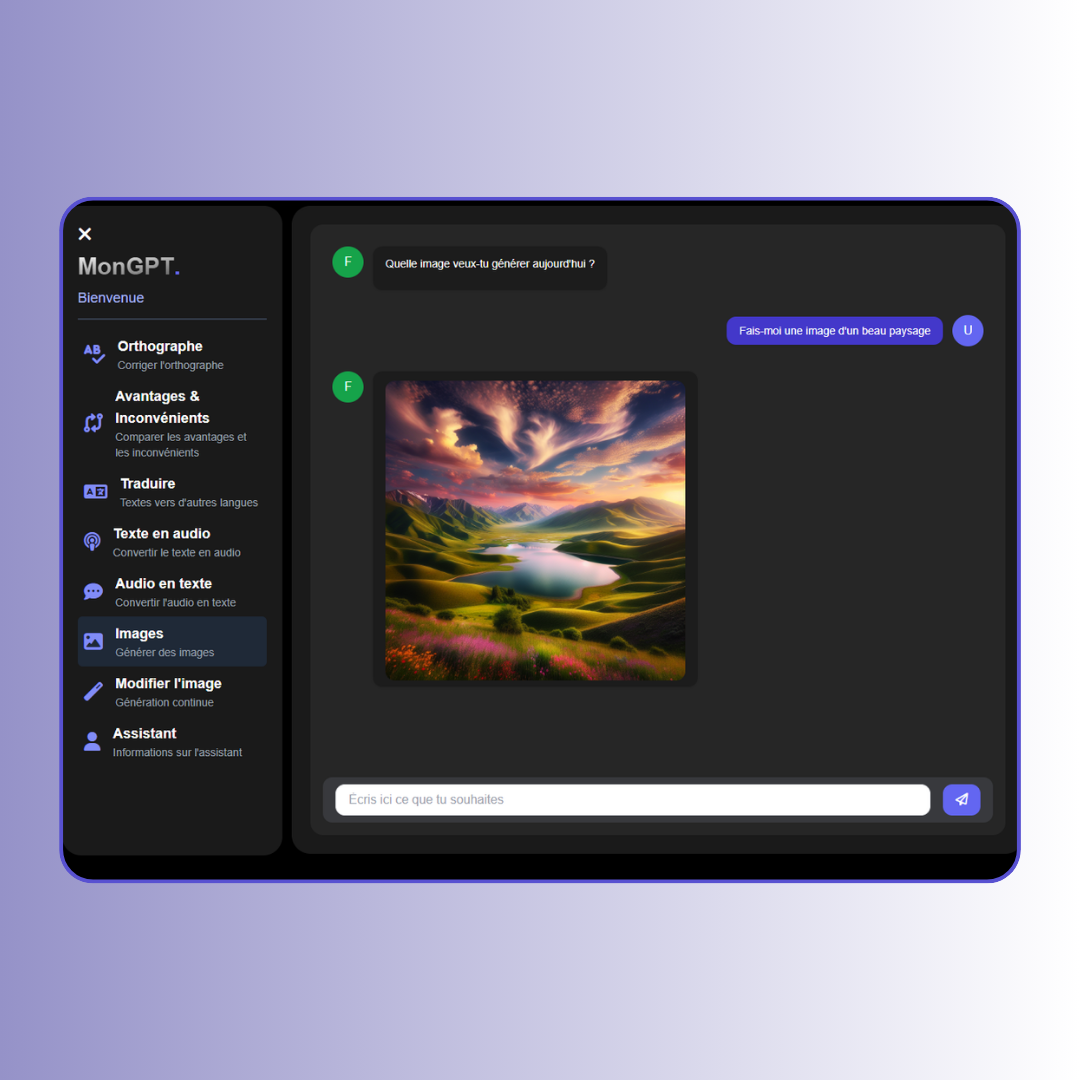 MonGPT.
Bienvenue
Orthographe
Corriger l'orthographe
Avantages &
Inconvénients
Comparer les avantages et
les inconvénients
Traduire
Textes vers d'autres langues
Texte en audio
Convertir le texte en audio
Audio en texte
Convertir l'audio en texte
Images
Générer des images
Modifier l'image
Génération continue
Assistant
Informations sur l'assistant
F
Quelle image veux-tu générer aujourd'hui ?
Fais-moi une image d'un beau paysage
U
F
Écris ici ce que tu souhaites